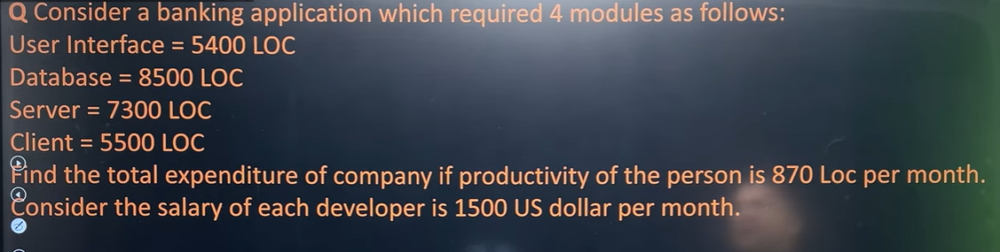 Q Consider a banking application which required 4 modules as follows:
User Interface = 5400 LOC
Database = 8500 LOC
Server = 7300 LOC
Client = 5500 LOC
Find the total expenditure of company if productivity of the person is 870 Loc per month.
Consider the salary of each developer is 1500 US dollar per month.